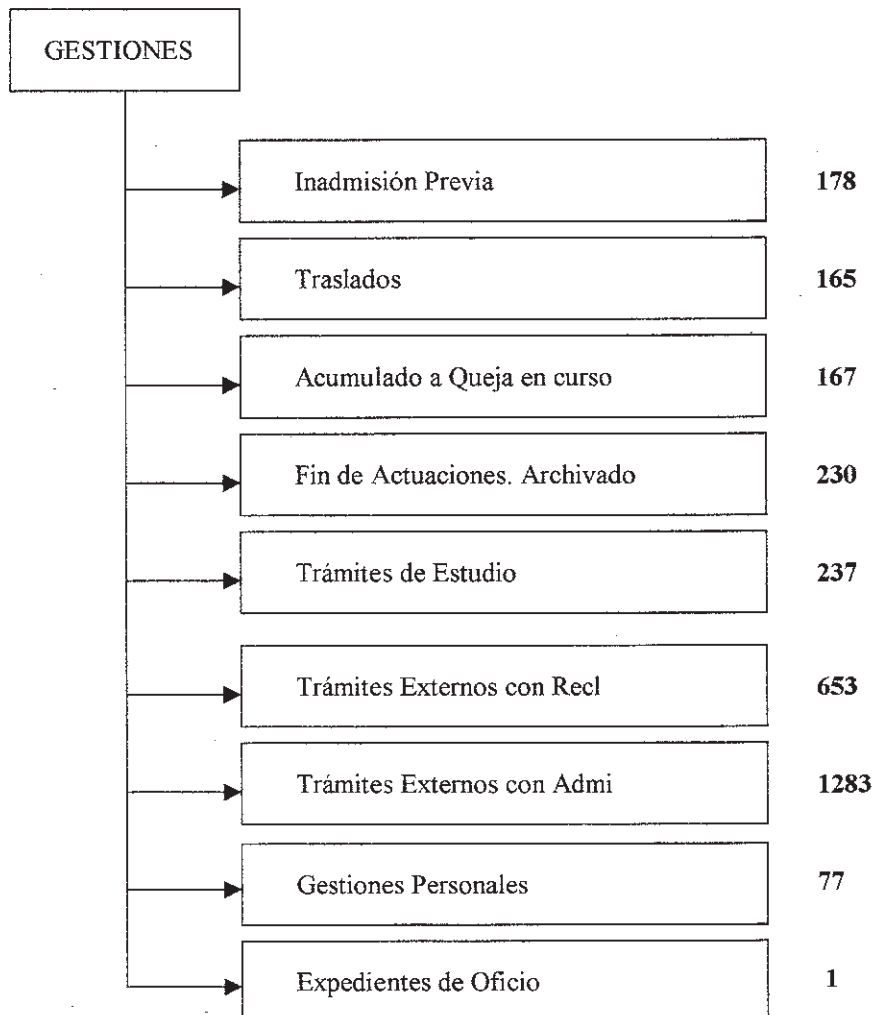 GESTIONES
Inadmisión Previa 178
Traslados 165
Acumulado a Queja en curso 167
Fin de Actuaciones. Archivado 230
Trámites de Estudio 237
Trámites Externos con Recl 653
Trámites Externos con Admi 1283
Gestiones Personales 77
Expedientes de Oficio 1